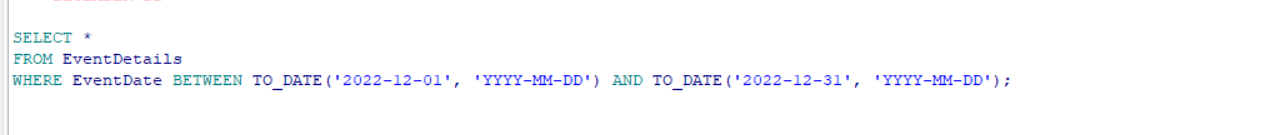 SELECT *
FROM EventDetails
WHERE EventDate BETWEEN TO_DATE('2022-12-01', 'YYYY-MM-DD') AND TO_DATE('2022-12-31', 'YYYY-MM-DD');